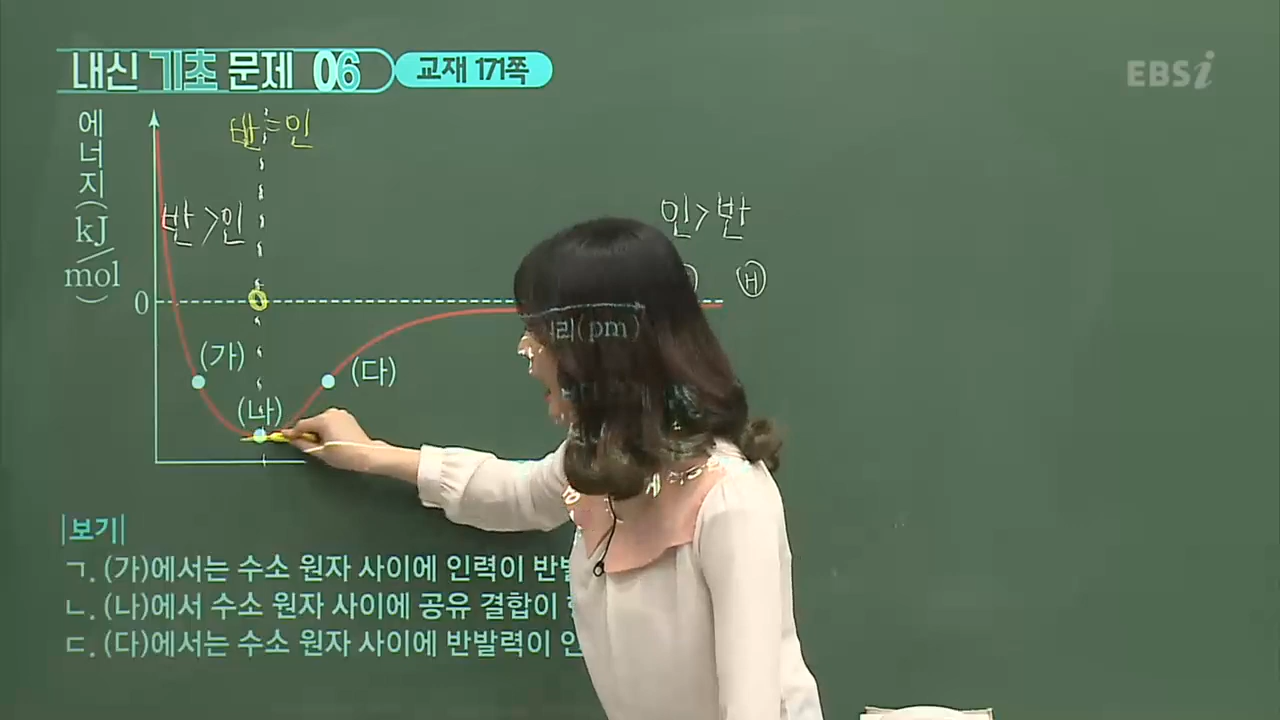 내신 기초 문제 06 교재 171쪽
EBSi
에너지(kJ/mol)
반=인
반>인
인>반
H
0
리(pm)
(가)
(다)
(나)
|보기|
ㄱ. (가)에서는 수소 원자 사이에 인력이
ㄴ. (나)에서 수소 원자 사이에 공유 결합이
ㄷ. (다)에서는 수소 원자 사이에 반발력이